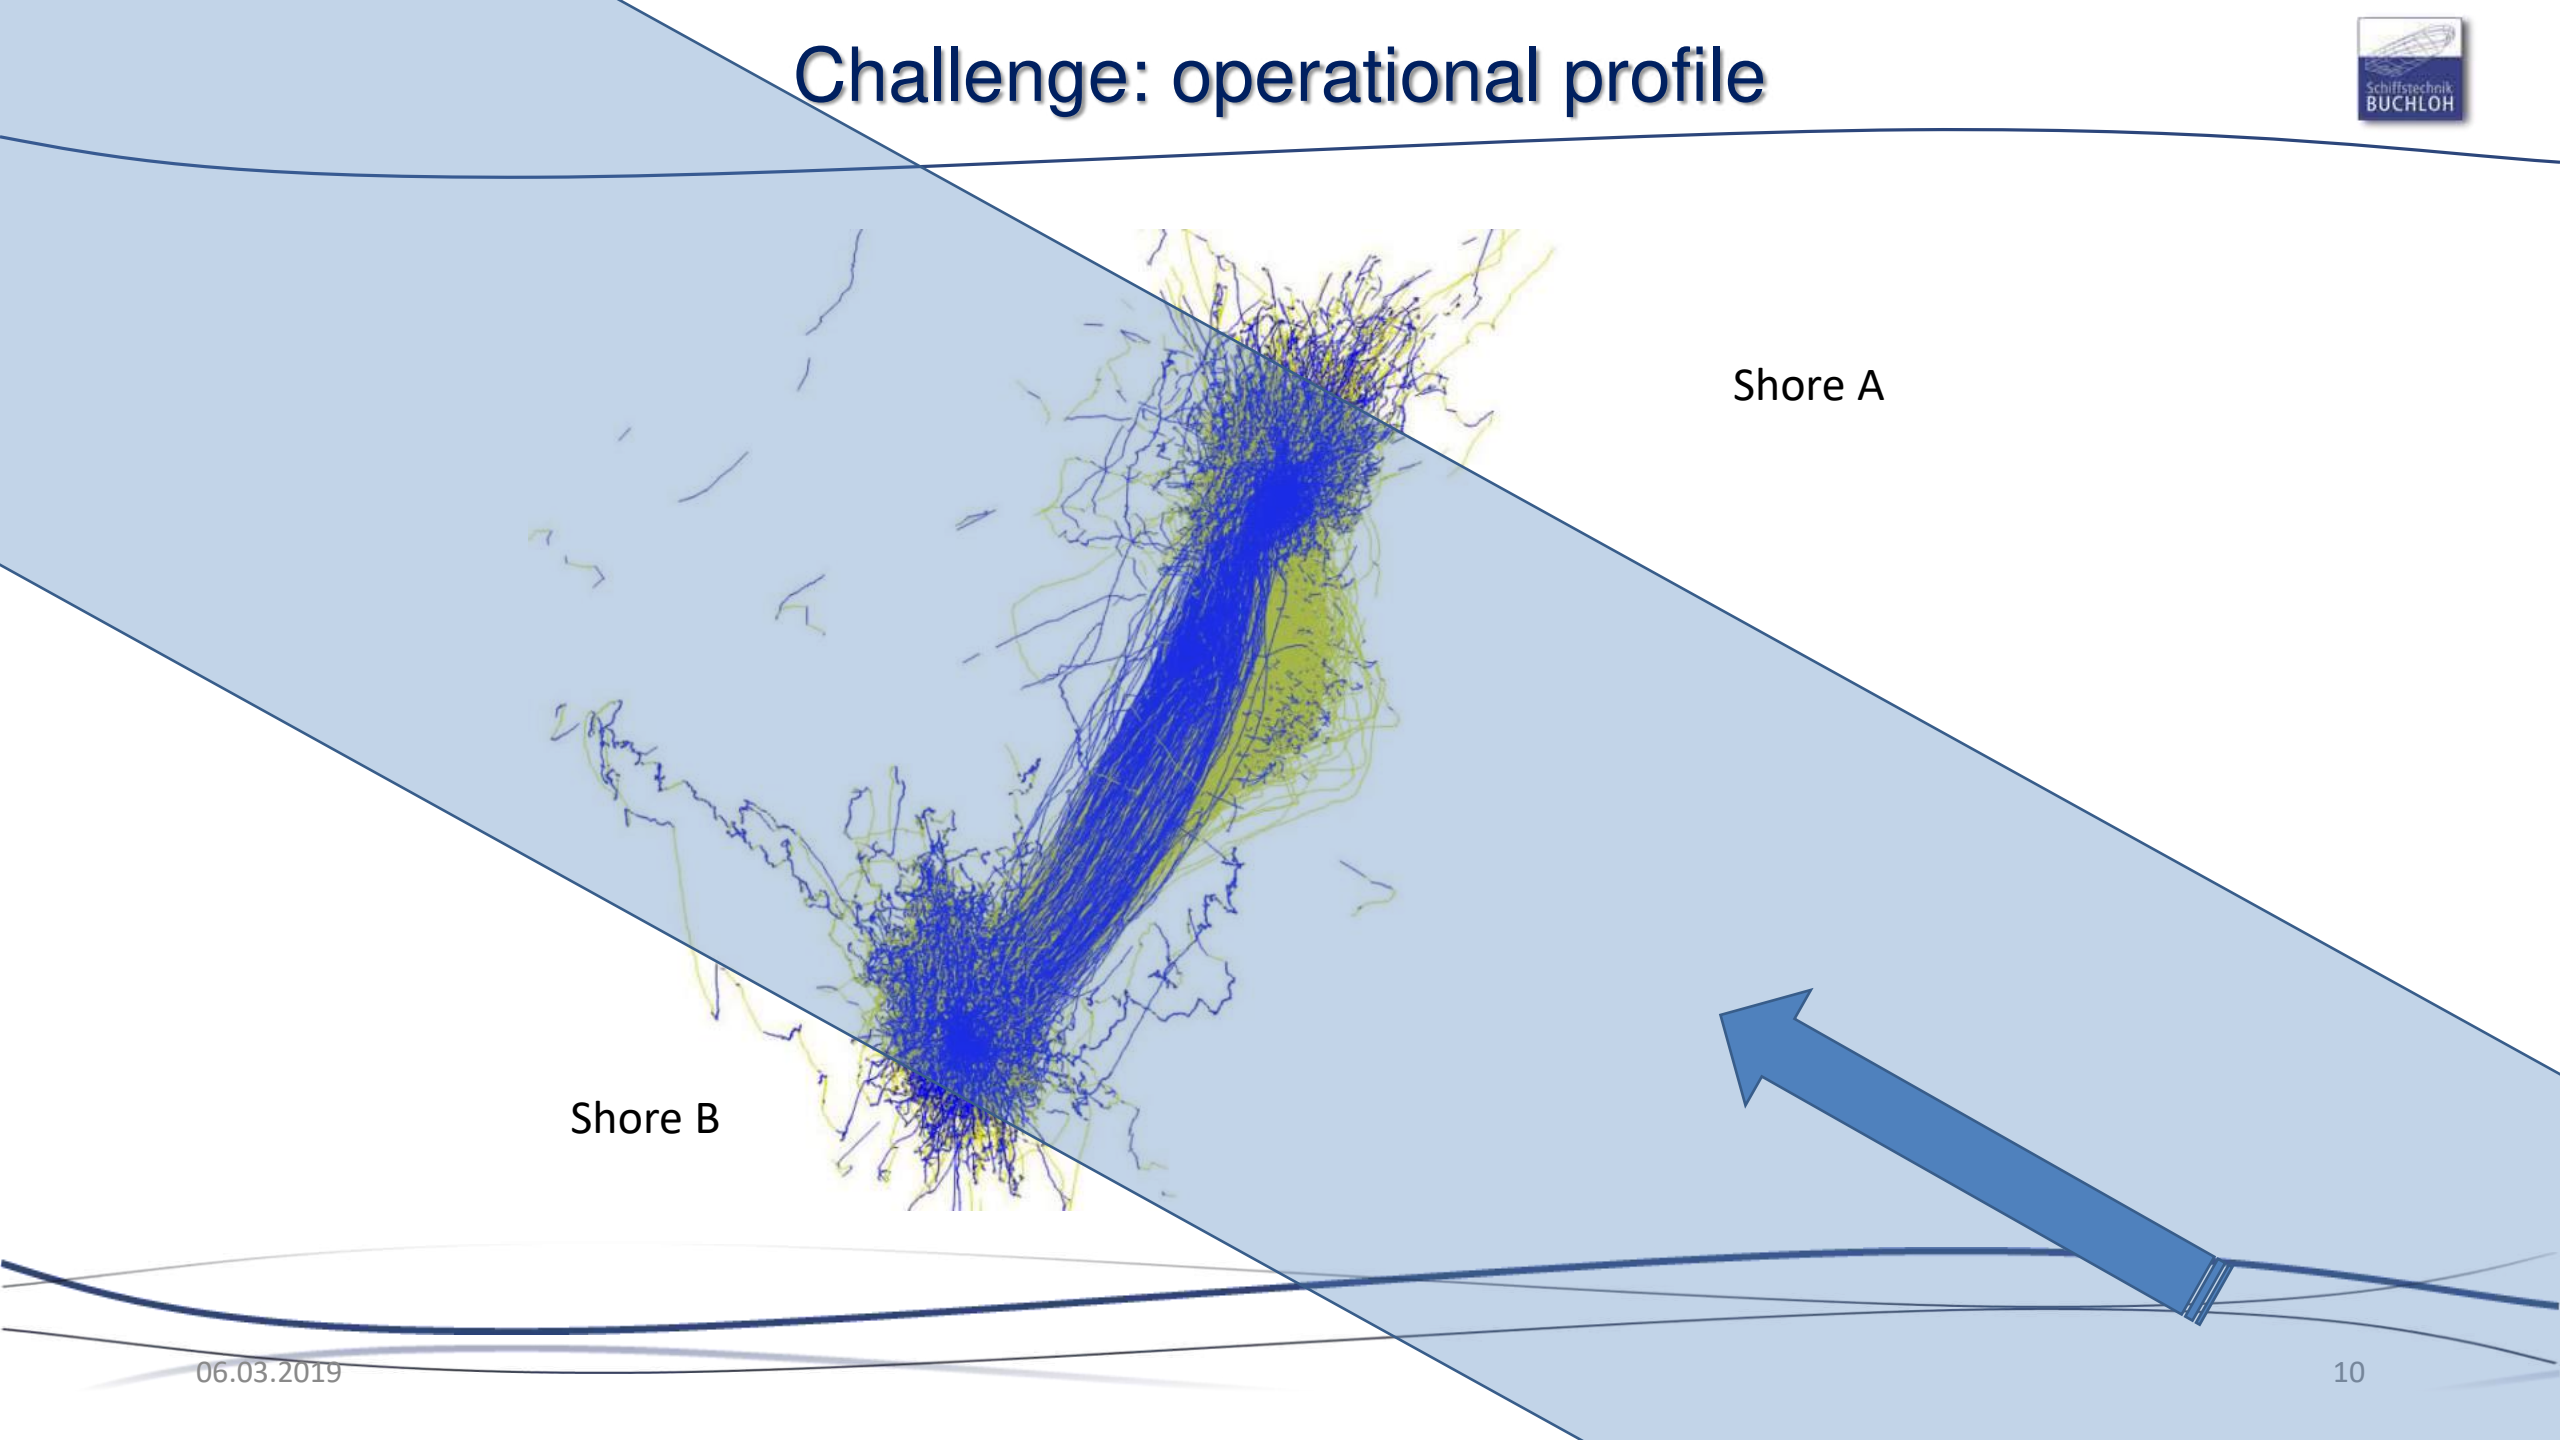 Challenge: operational profile
Schiffstechnik
BUCHLOH
Shore A
Shore B
06.03.2019
10